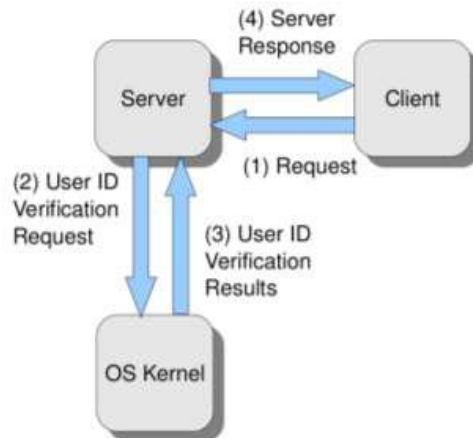 (4) Server
Response
Server
Client
(1) Request
(2) User ID
Verification
Request
(3) User ID
Verification
Results
OS Kernel